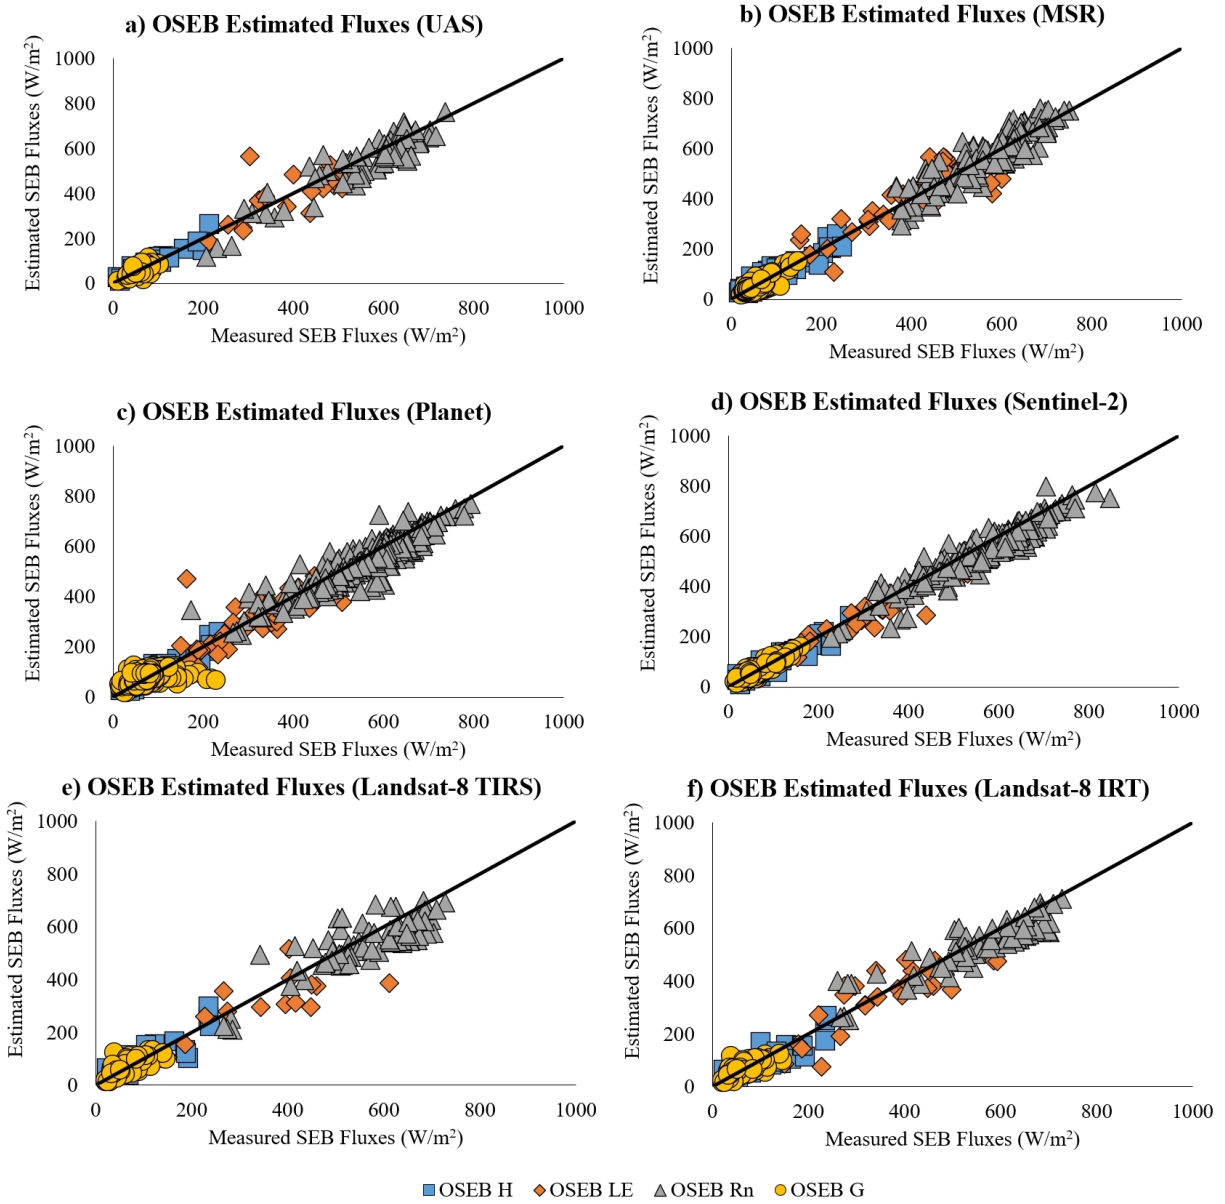 a) OSEB Estimated Fluxes (UAS)
Estimated SEB Fluxes (W/m²)
1000
800
600
400
200
0
0 200 400 600 800 1000
Measured SEB Fluxes (W/m²)
b) OSEB Estimated Fluxes (MSR)
Estimated SEB Fluxes (W/m²)
1000
800
600
400
200
0
0 200 400 600 800 1000
Measured SEB Fluxes (W/m²)
c) OSEB Estimated Fluxes (Planet)
Estimated SEB Fluxes (W/m²)
1000
800
600
400
200
0
0 200 400 600 800 1000
Measured SEB Fluxes (W/m²)
d) OSEB Estimated Fluxes (Sentinel-2)
Estimated SEB Fluxes (W/m²)
1000
800
600
400
200
0
0 200 400 600 800 1000
Measured SEB Fluxes (W/m²)
e) OSEB Estimated Fluxes (Landsat-8 TIRS)
Estimated SEB Fluxes (W/m²)
1000
800
600
400
200
0
0 200 400 600 800 1000
Measured SEB Fluxes (W/m²)
f) OSEB Estimated Fluxes (Landsat-8 IRT)
Estimated SEB Fluxes (W/m²)
1000
800
600
400
200
0
0 200 400 600 800 1000
Measured SEB Fluxes (W/m²)
OSEB H OSEB LE OSEB Rn OSEB G